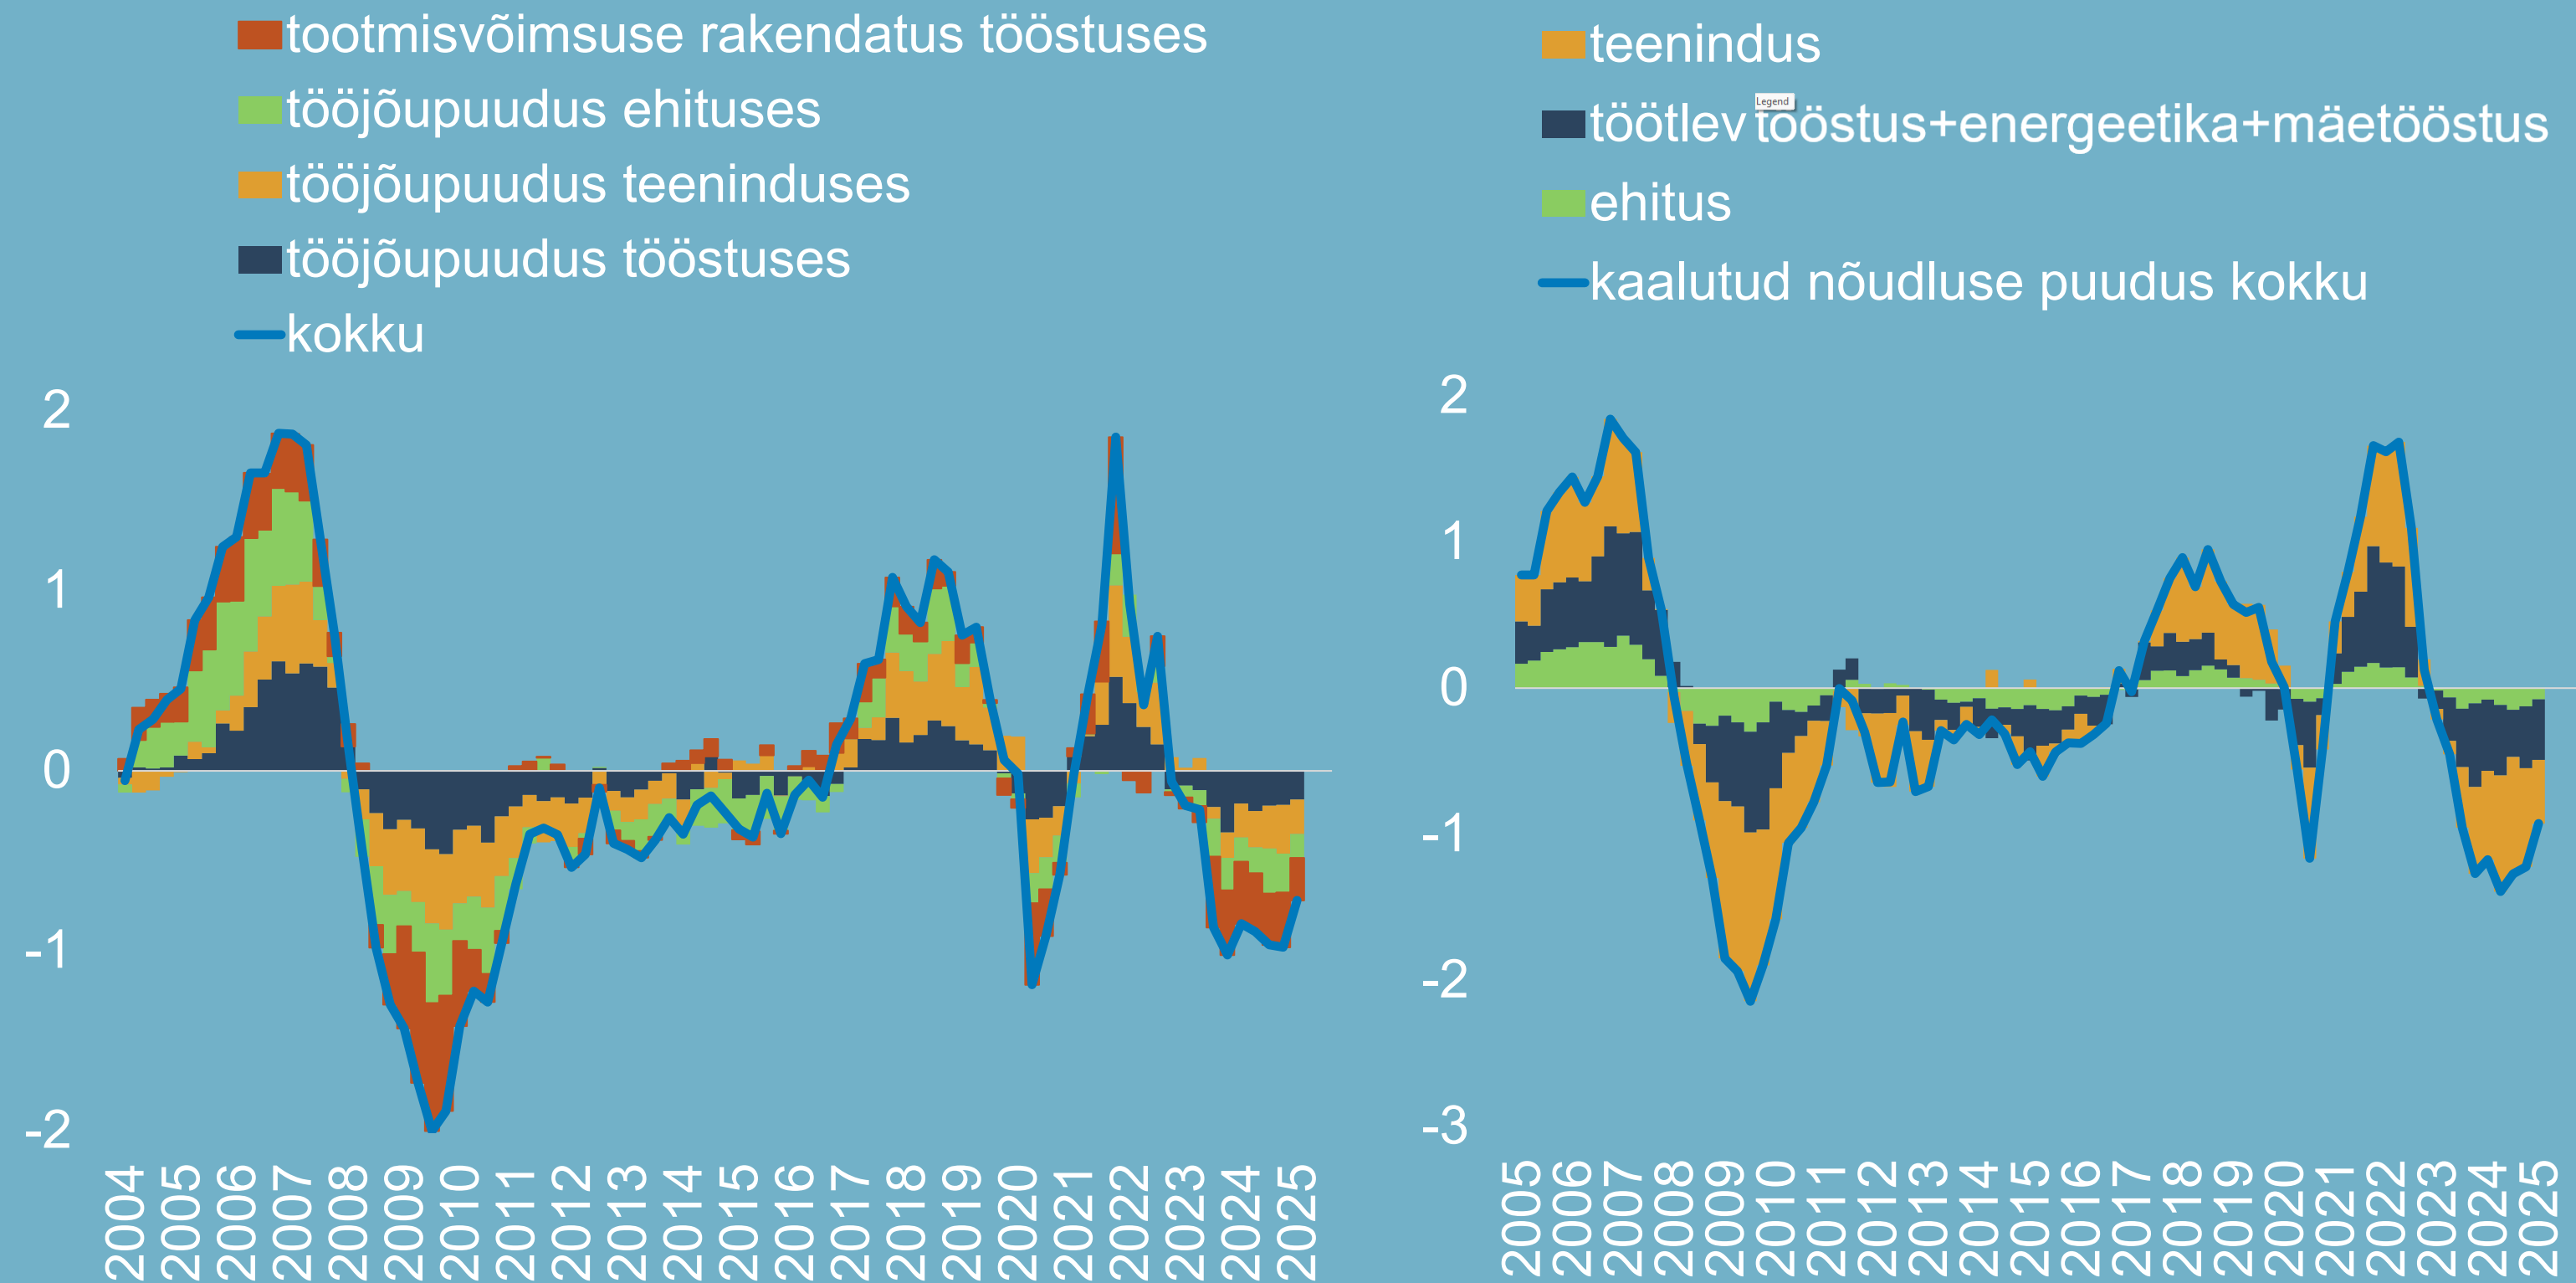 tootmisvõimsuse rakendatus tööstuses
tööjõupuudus ehituses
tööjõupuudus teeninduses
tööjõupuudus tööstuses
kokku
2
1
0
-1
-2
2004 2005 2006 2007 2008 2009 2010 2011 2012 2013 2014 2015 2016 2017 2018 2019 2020 2021 2022 2023 2024 2025
teenindus
Legend
töötlev tööstus+energeetika+mäetööstus
ehitus
kaalutud nõudluse puudus kokku
2
1
0
-1
-2
-3
2005 2006 2007 2008 2009 2010 2011 2012 2013 2014 2015 2016 2017 2018 2019 2020 2021 2022 2023 2024 2025